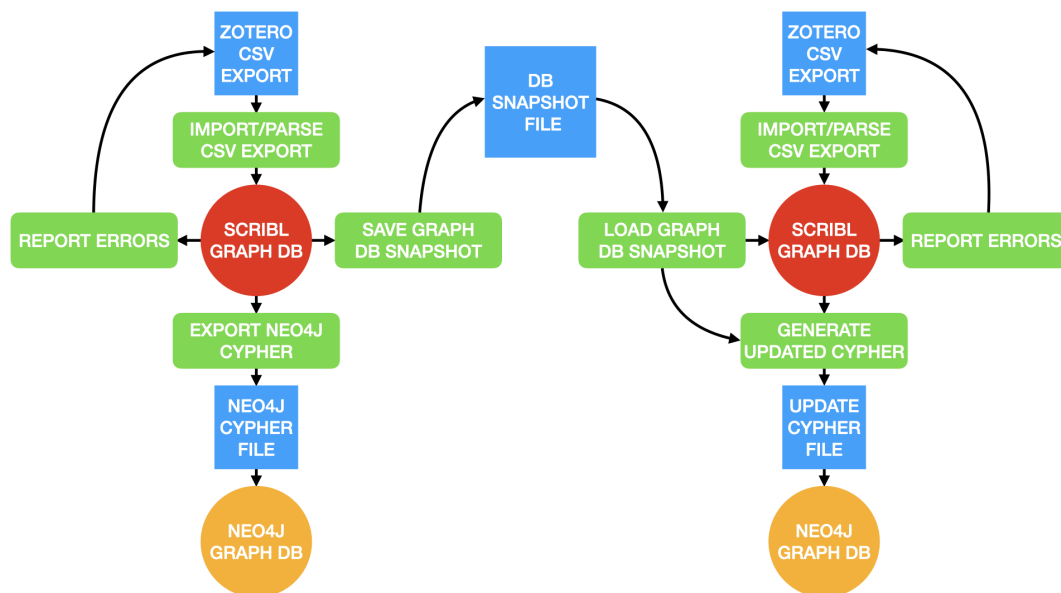 ZOTERO
CSV
EXPORT
IMPORT/PARSE
CSV EXPORT
REPORT ERRORS
SCRIBL
GRAPH DB
SAVE GRAPH
DB SNAPSHOT
EXPORT NEO4J
CYPHER
NEO4J
CYPHER
FILE
NEO4J
GRAPH DB
DB
SNAPSHOT
FILE
ZOTERO
CSV
EXPORT
IMPORT/PARSE
CSV EXPORT
LOAD GRAPH
DB SNAPSHOT
SCRIBL
GRAPH DB
REPORT ERRORS
GENERATE
UPDATED CYPHER
UPDATE
CYPHER
FILE
NEO4J
GRAPH DB